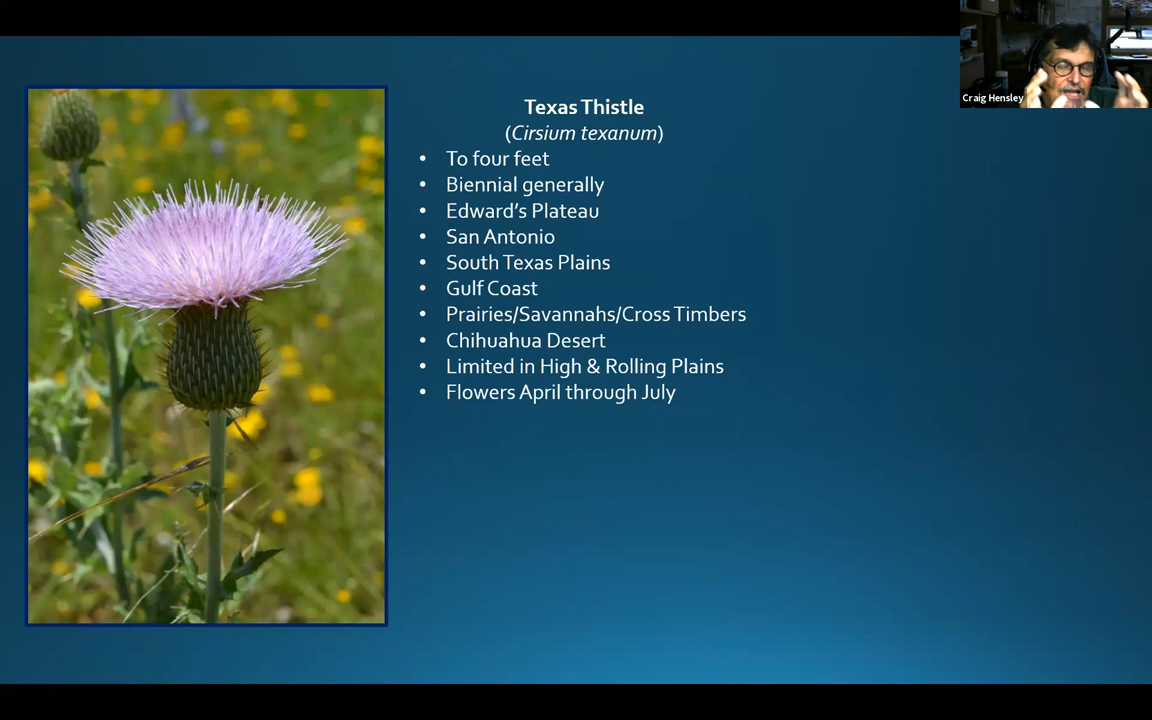 Craig Hensley
Texas Thistle
(Cirsium texanum)
• To four feet
• Biennial generally
• Edward's Plateau
• San Antonio
• South Texas Plains
• Gulf Coast
• Prairies/Savannahs/Cross Timbers
• Chihuahua Desert
• Limited in High & Rolling Plains
• Flowers April through July